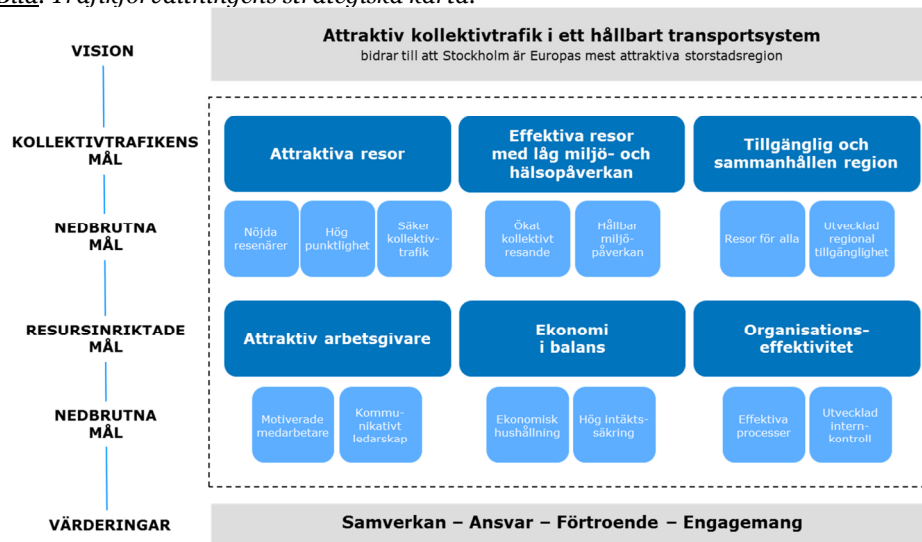 Bild: Trafikförvaltningens strategiska karta.
VISION
Attraktiv kollektivtrafik i ett hållbart transportsystem
bidrar till att Stockholm är Europas mest attraktiva storstadsregion
KOLLEKTIVTRAFIKENS
MÅL
Attraktiva resor
Effektiva resor
med låg miljö- och
hälsopåverkan
Tillgänglig och
sammanhållen region
NEDBRUTNA
MÅL
Nöjda
resenärer
Hög
punktlighet
Säker
kollektiv-
trafik
Ökat
kollektivt
resande
Hållbar
miljö-
påverkan
Resor för alla
Utvecklad
regional
tillgänglighet
RESURSINRIKTADE
MÅL
Attraktiv arbetsgivare
Ekonomi
i balans
Organisations-
effektivitet
NEDBRUTNA
MÅL
Motiverade
medarbetare
Kommu-
nikativt
ledarskap
Ekonomisk
hushållning
Hög intäkts-
säkring
Effektiva
processer
Utvecklad
intern-
kontroll
VÄRDERINGAR
Samverkan – Ansvar – Förtroende – Engagemang